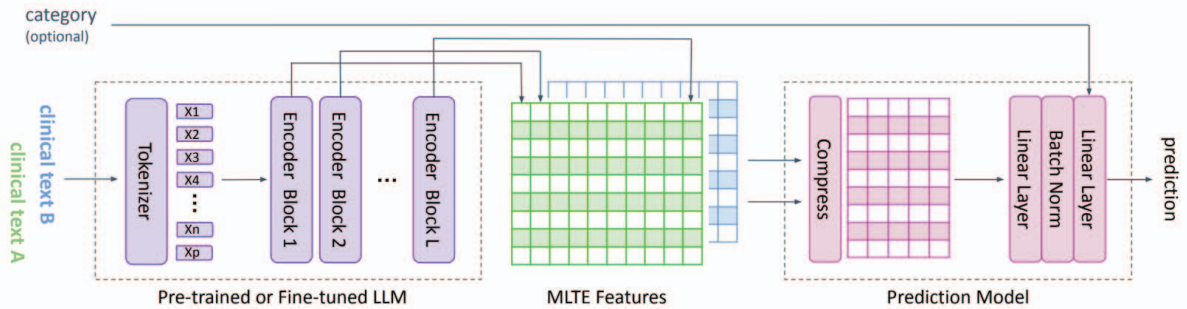 category
(optional)
clinical text B
clinical text A
Tokenizer
X1
X2
X3
X4
Xn
Xp
Encoder Block 1
Encoder Block 2
...
Encoder Block L
Compress
Linear Layer
Batch Norm
Linear Layer
prediction
Pre-trained or Fine-tuned LLM
MLTE Features
Prediction Model